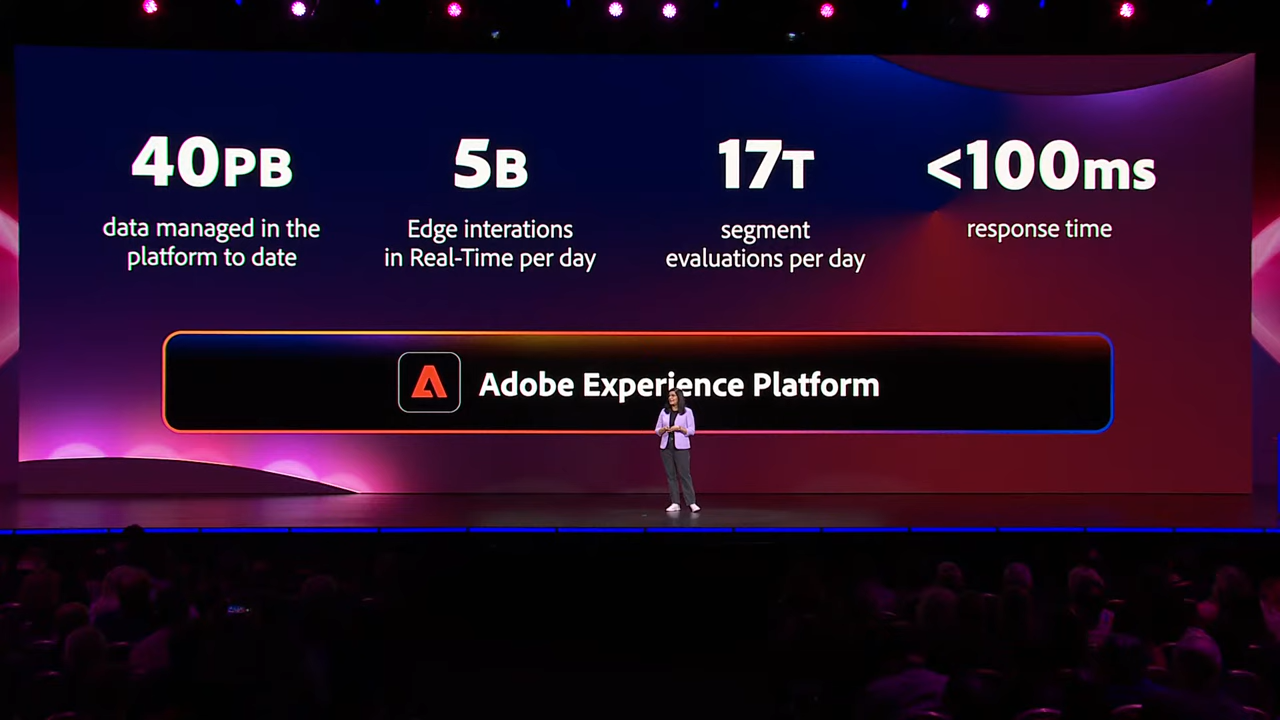 40PB
data managed in the
platform to date
5B
Edge interations
in Real-Time per day
17T
segment
evaluations per day
<100ms
response time
Adobe Experience Platform